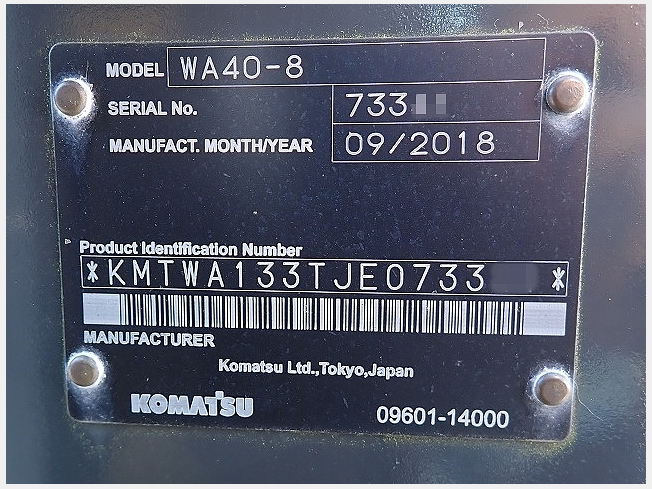 MODEL WA40-8
SERIAL No. 733
MANUFACT. MONTH/YEAR 09/2018
Product Identification Number
*KMTWA133TJE0733 *
MANUFACTURER
Komatsu Ltd.,Tokyo,Japan
KOMATSU
09601-14000